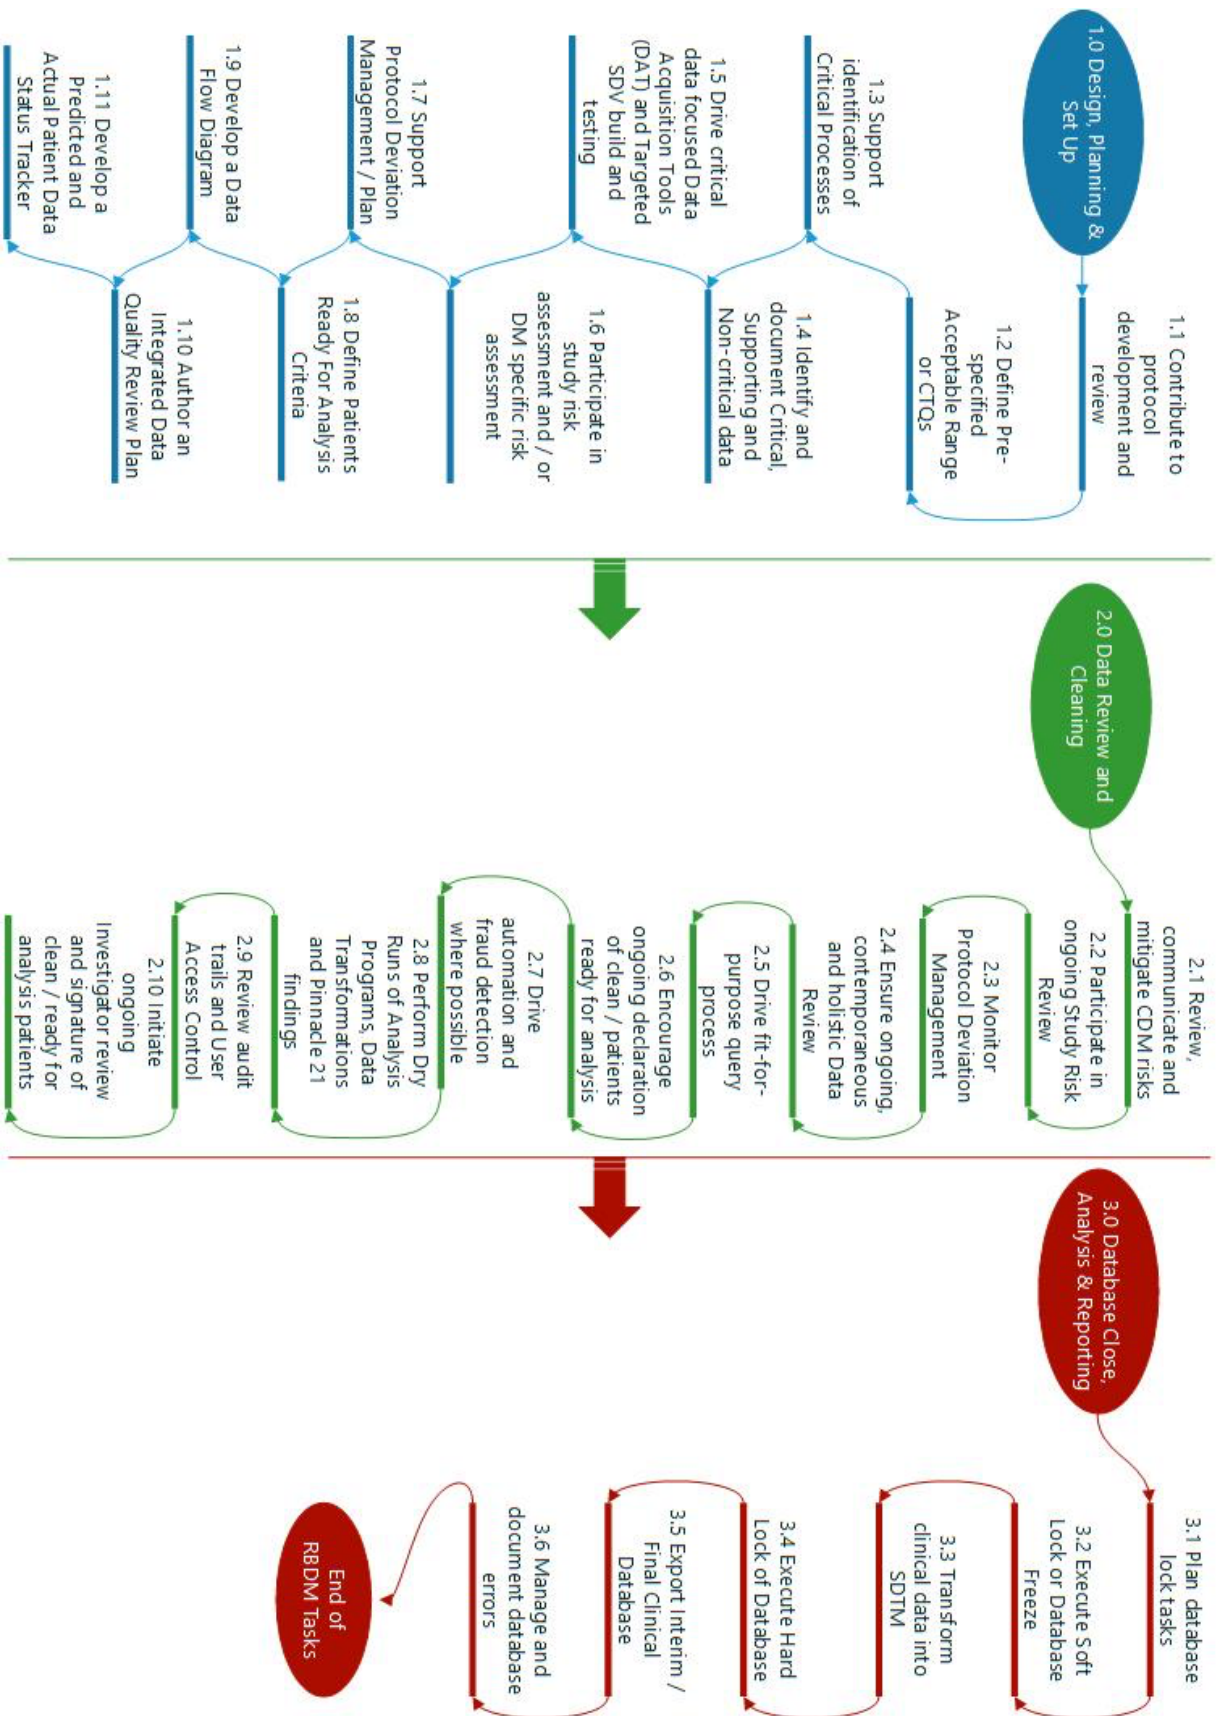 1.0 Design, Planning &
Set Up
1.1 Contribute to
protocol
development and
review
1.2 Define Pre-
specified
Acceptable Range
or CTQs
1.3 Support
identification of
Critical Processes
1.4 Identify and
document Critical,
Supporting and
Non-critical data
1.5 Drive critical
data focused Data
Acquisition Tools
(DAT) and Targeted
SDV build and
testing
1.6 Participate in
study risk
assessment and / or
DM specific risk
assessment
1.7 Support
Protocol Deviation
Management / Plan
1.8 Define Patients
Ready For Analysis
Criteria
1.9 Develop a Data
Flow Diagram
1.10 Author an
Integrated Data
Quality Review Plan
1.11 Develop a
Predicted and
Actual Patient Data
Status Tracker
2.0 Data Review and
Cleaning
2.1 Review,
communicate and
mitigate CDM risks
2.2 Participate in
ongoing Study Risk
Review
2.3 Monitor
Protocol Deviation
Management
2.4 Ensure ongoing,
contemporaneous
and holistic Data
Review
2.5 Drive fit-for-
purpose query
process
2.6 Encourage
ongoing declaration
of clean / patients
ready for analysis
2.7 Drive
automation and
fraud detection
where possible
2.8 Perform Dry
Runs of Analysis
Programs, Data
Transformations
and Pinnacle 21
findings
2.9 Review audit
trails and User
Access Control
2.10 Initiate
ongoing
Investigator review
and signature of
clean / ready for
analysis patients
3.0 Database Close,
Analysis & Reporting
3.1 Plan database
lock tasks
3.2 Execute Soft
Lock or Database
Freeze
3.3 Transform
clinical data into
SDTM
3.4 Execute Hard
Lock of Database
3.5 Export Interim /
Final Clinical
Database
3.6 Manage and
document database
errors
End of
RBDM Tasks